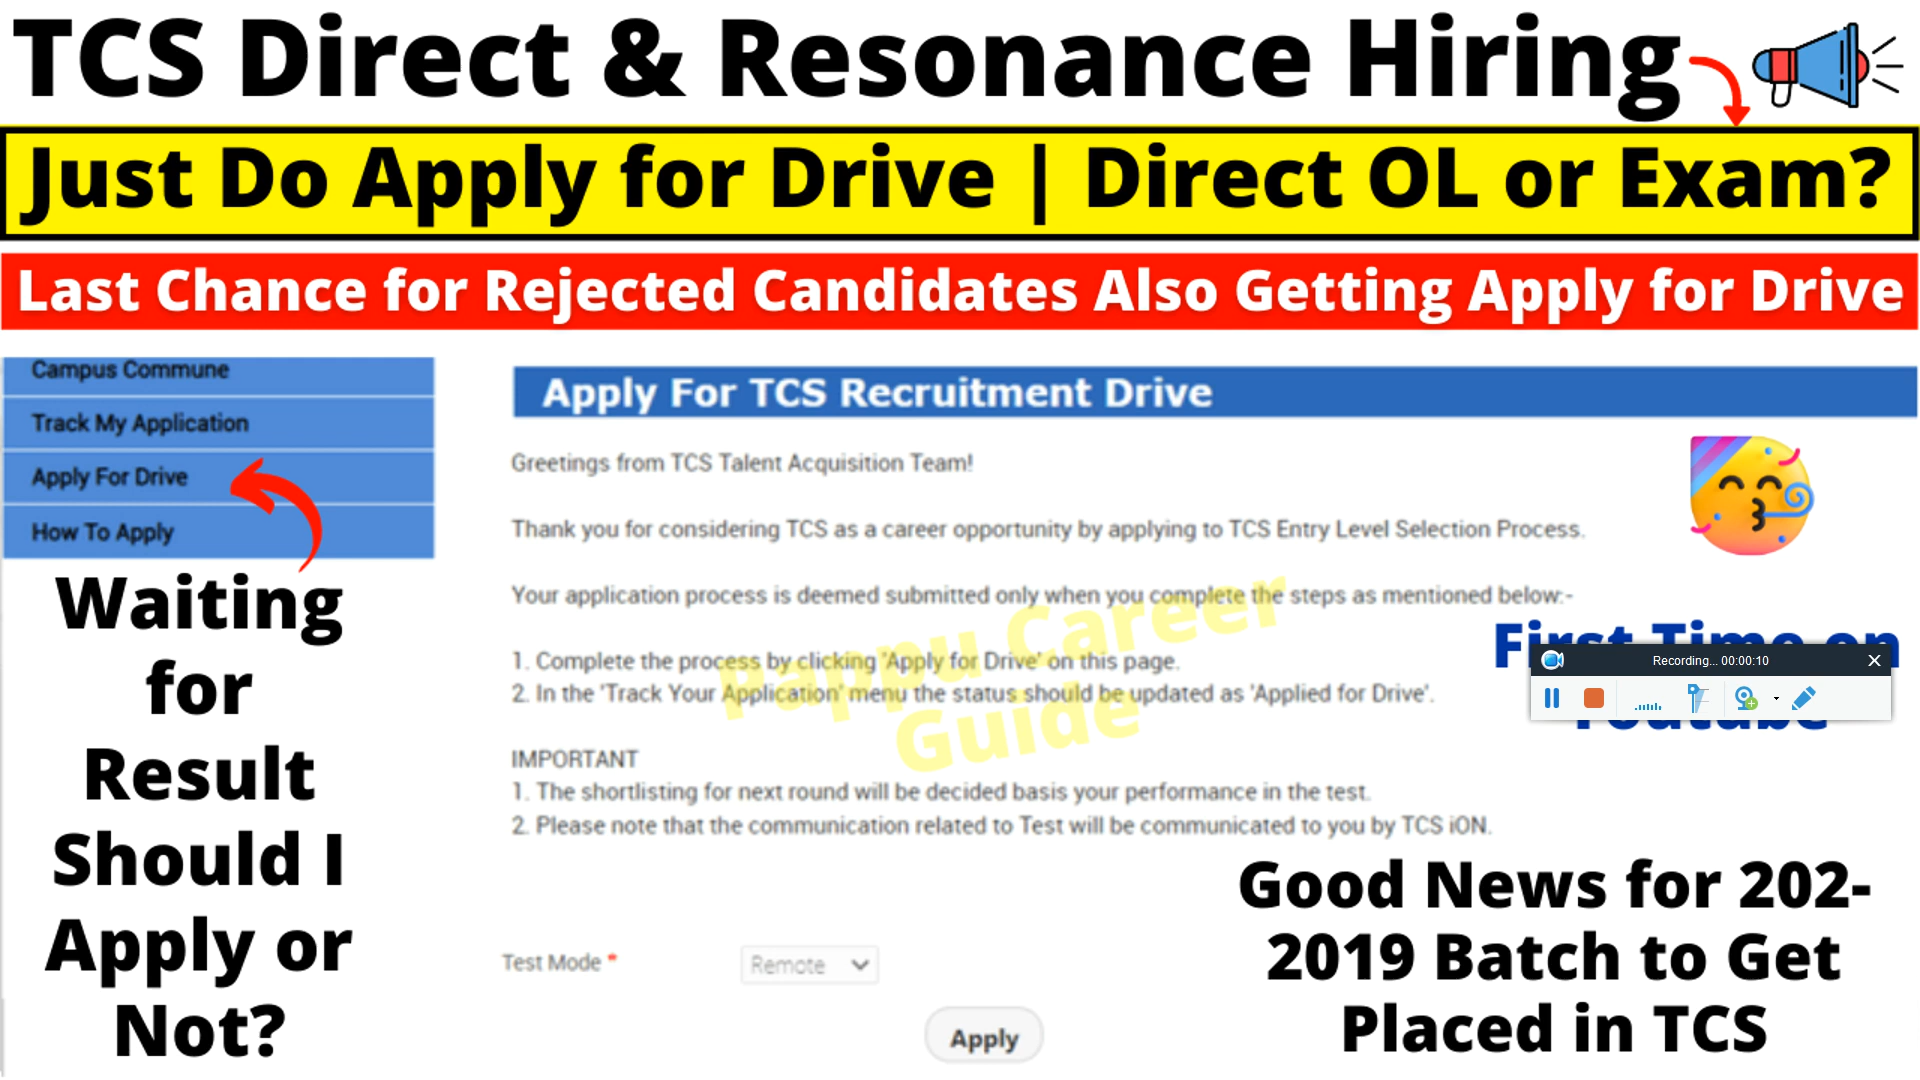 TCS Direct & Resonance Hiring
Just Do Apply for Drive | Direct OL or Exam?
Last Chance for Rejected Candidates Also Getting Apply for Drive
Campus Commune
Track My Application
Apply For Drive
How To Apply
Waiting
for
Result
Should I
Apply or
Not?
Apply For TCS Recruitment Drive
Greetings from TCS Talent Acquisition Team!
Thank you for considering TCS as a career opportunity by applying to TCS Entry Level Selection Process.
Your application process is deemed submitted only when you complete the steps as mentioned below:-
1. Complete the process by clicking 'Apply for Drive' on this page.
2. In the 'Track Your Application' menu the status should be updated as 'Applied for Drive'.
Pappu Career
Guide
IMPORTANT
1. The shortlisting for next round will be decided basis your performance in the test.
2. Please note that the communication related to Test will be communicated to you by TCS iON.
Test Mode *
Remote
Apply
First Time on
Recording... 00:00:10
Youtube
Good News for 202-
2019 Batch to Get
Placed in TCS